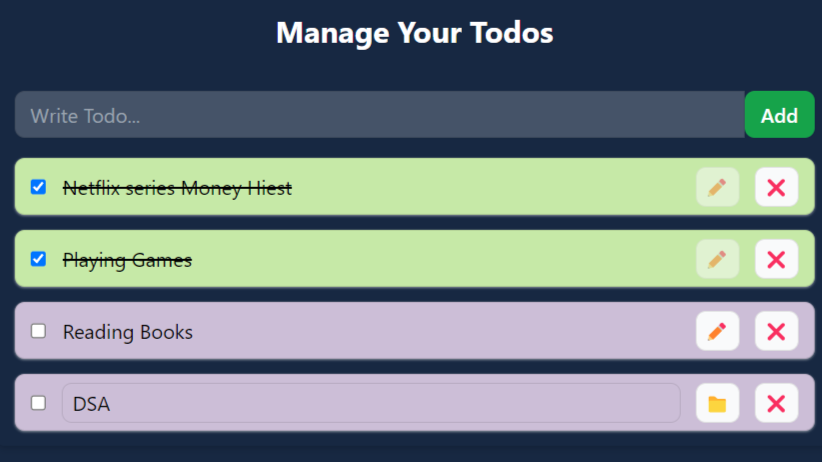 Manage Your Todos
Write Todo...
Add
Netflix series Money Hiest
Playing Games
Reading Books
DSA